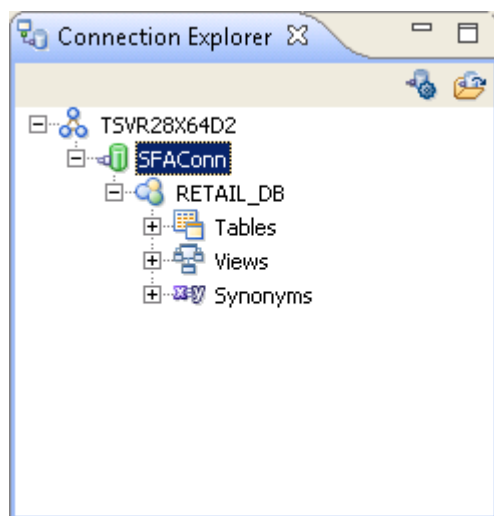 Connection Explorer
TSVR28X64D2
SFAConn
RETAIL_DB
Tables
Views
Synonyms